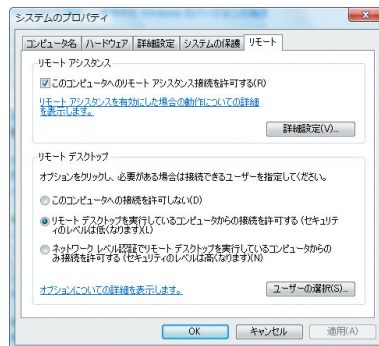 システムのプロパティ
コンピュータ名 ハードウェア 詳細設定 システムの保護 リモート
リモート アシスタンス
このコンピュータへのリモート アシスタンス接続を許可する(R)
リモート アシスタンスを有効にした場合の動作についての詳細
を表示します。
詳細設定(V)...
リモート デスクトップ
オプションをクリックし、必要がある場合は接続できるユーザーを指定してください。
このコンピュータへの接続を許可しない(D)
リモート デスクトップを実行しているコンピュータからの接続を許可する (セキュリテ
ィのレベルは低くなります)(L)
ネットワーク レベル認証でリモート デスクトップを実行しているコンピュータからの
み接続を許可する (セキュリティのレベルは高くなります)(N)
オプションについての詳細を表示します。
ユーザーの選択(S)...
OK キャンセル 適用(A)